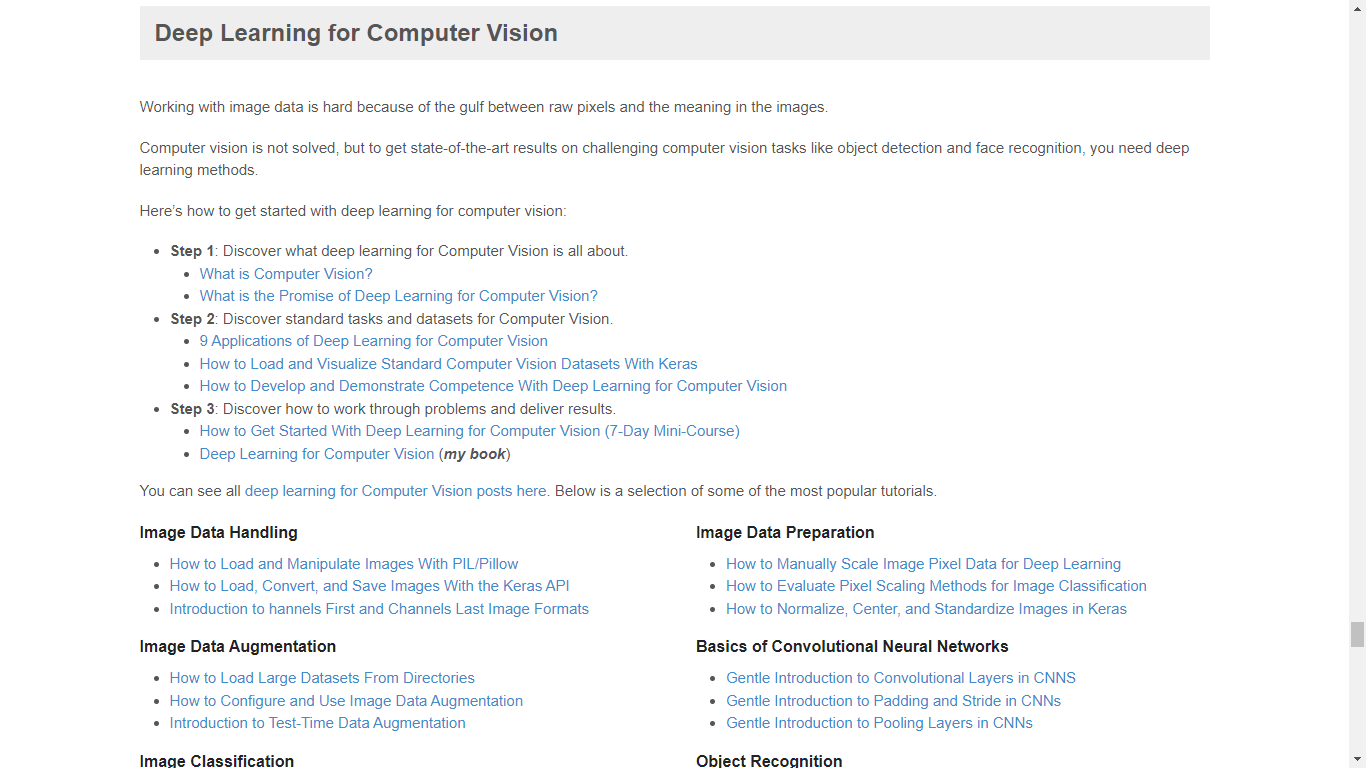 Deep Learning for Computer Vision
Working with image data is hard because of the gulf between raw pixels and the meaning in the images.
Computer vision is not solved, but to get state-of-the-art results on challenging computer vision tasks like object detection and face recognition, you need deep
learning methods.
Here’s how to get started with deep learning for computer vision:
Step 1: Discover what deep learning for Computer Vision is all about.
What is Computer Vision?
What is the Promise of Deep Learning for Computer Vision?
Step 2: Discover standard tasks and datasets for Computer Vision.
9 Applications of Deep Learning for Computer Vision
How to Load and Visualize Standard Computer Vision Datasets With Keras
How to Develop and Demonstrate Competence With Deep Learning for Computer Vision
Step 3: Discover how to work through problems and deliver results.
How to Get Started With Deep Learning for Computer Vision (7-Day Mini-Course)
Deep Learning for Computer Vision (my book)
You can see all deep learning for Computer Vision posts here. Below is a selection of some of the most popular tutorials.
Image Data Handling
How to Load and Manipulate Images With PIL/Pillow
How to Load, Convert, and Save Images With the Keras API
Introduction to hannels First and Channels Last Image Formats
Image Data Preparation
How to Manually Scale Image Pixel Data for Deep Learning
How to Evaluate Pixel Scaling Methods for Image Classification
How to Normalize, Center, and Standardize Images in Keras
Image Data Augmentation
How to Load Large Datasets From Directories
How to Configure and Use Image Data Augmentation
Introduction to Test-Time Data Augmentation
Basics of Convolutional Neural Networks
Gentle Introduction to Convolutional Layers in CNNS
Gentle Introduction to Padding and Stride in CNNs
Gentle Introduction to Pooling Layers in CNNs
Image Classification
Object Recognition